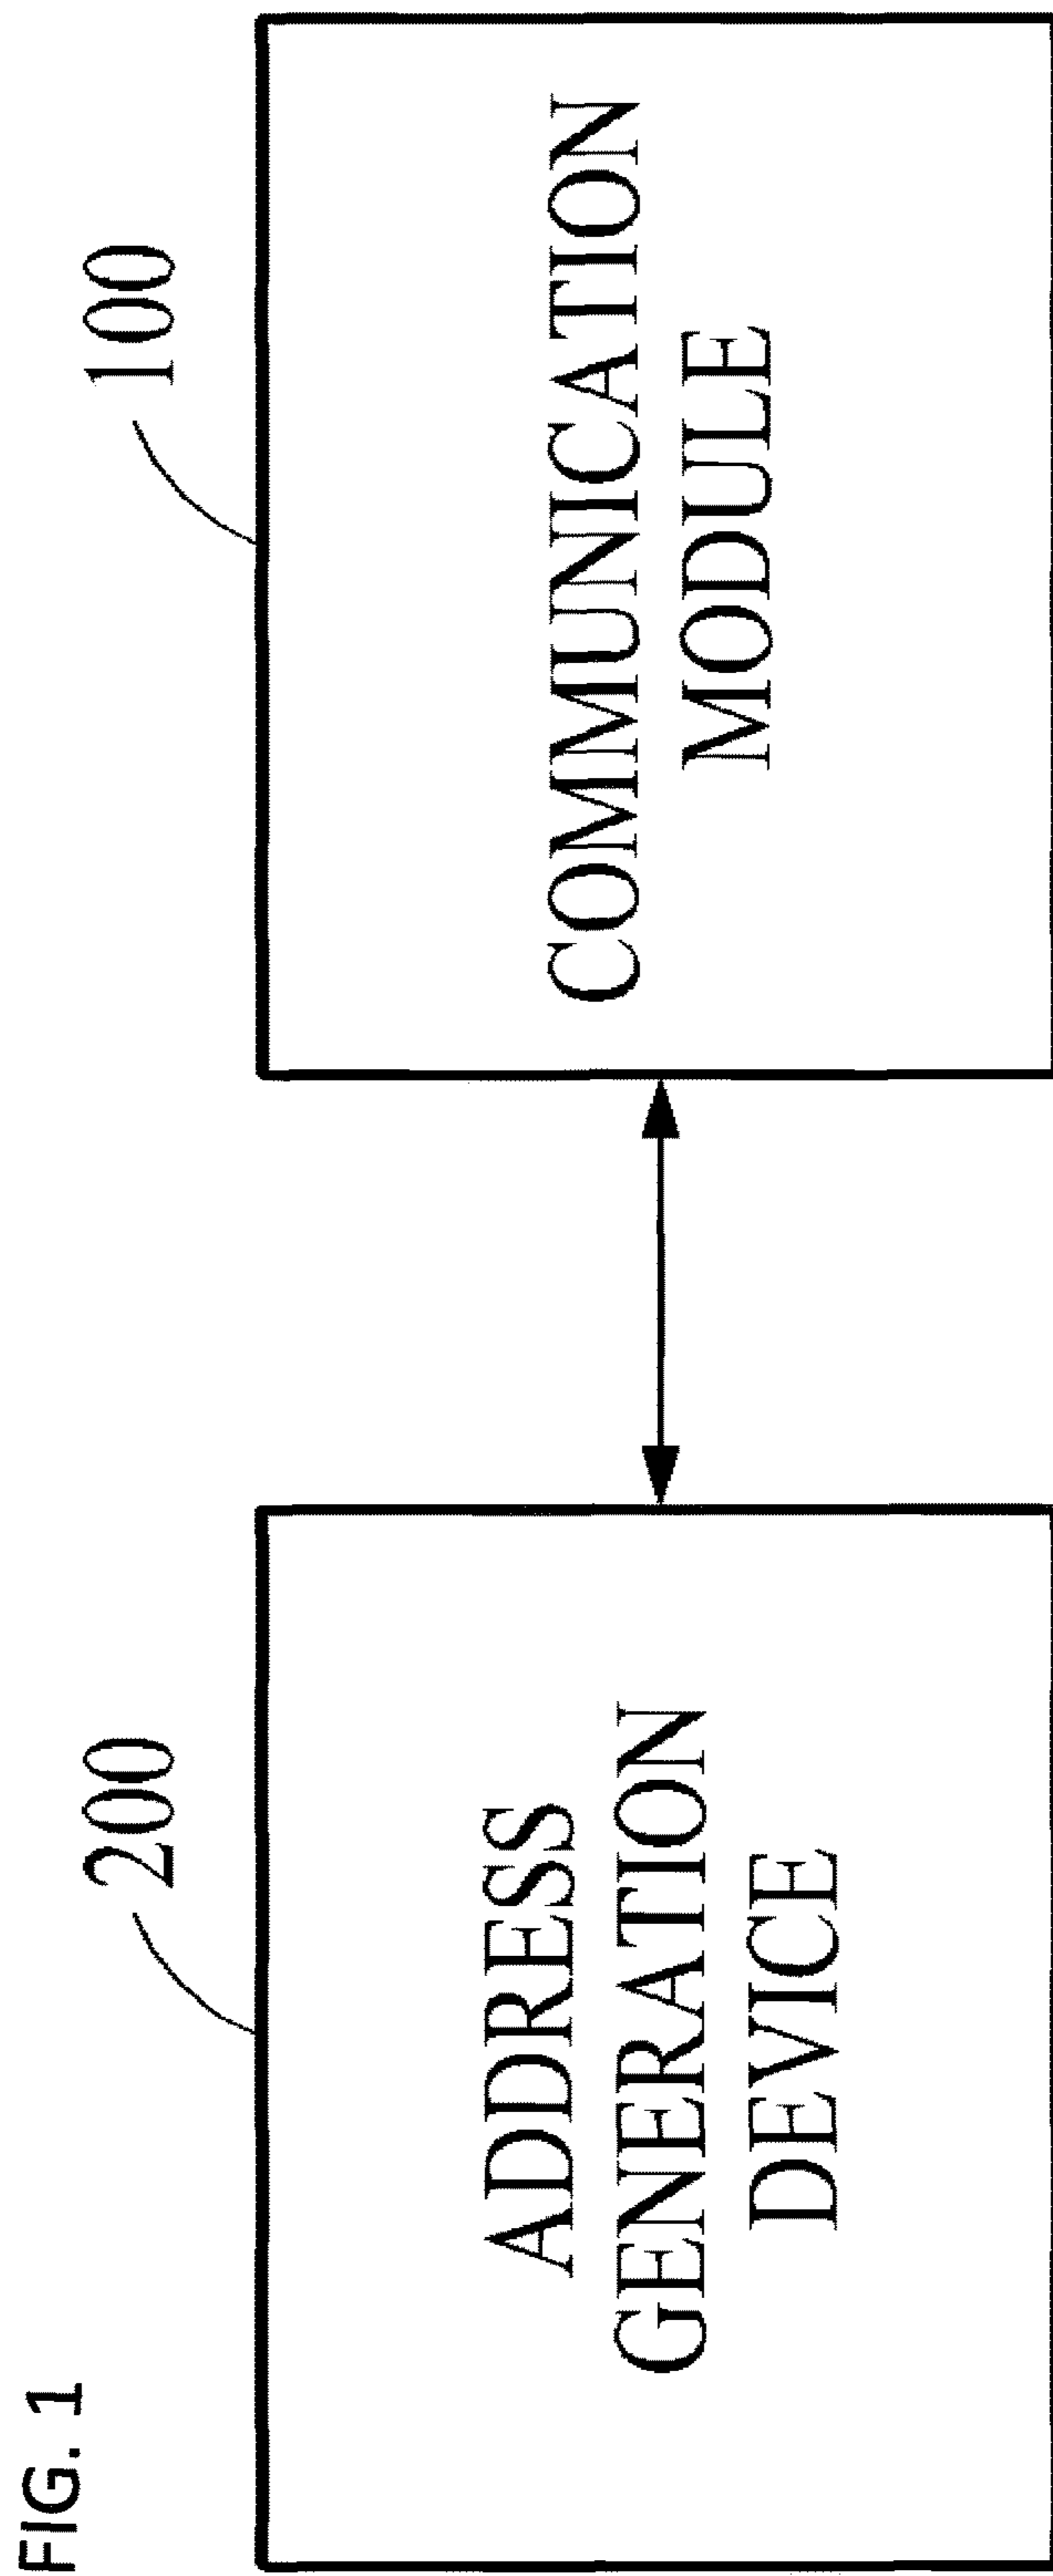 FIG. 1
200
100
ADDRESS
GENERATION
DEVICE
COMMUNICATION
MODULE